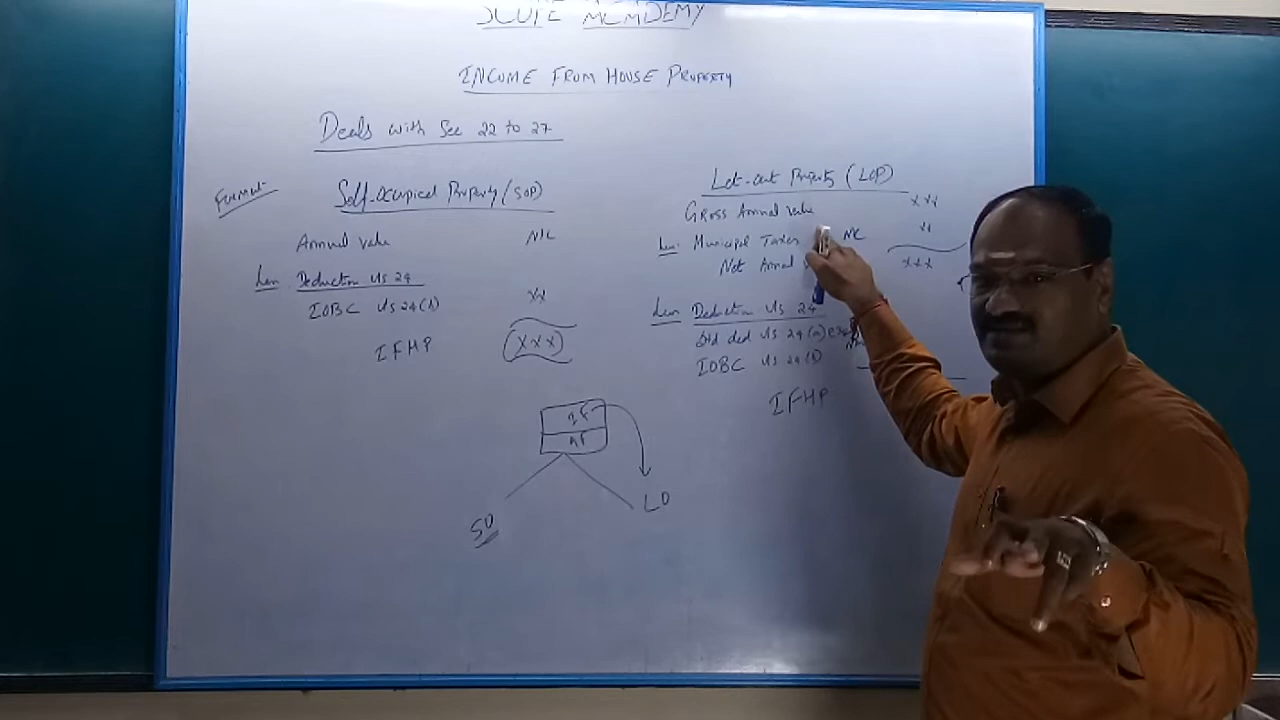 INCOME FROM HOUSE PROPERTY
Deals with Sec 22 to 27
Format
Self-occupied Property (SOP)
Annual value NIL
Less Deduction U/s 24
IOBC U/s 24(b) xx
IFHP (XXX)
Let-out Property (LOP)
Gross Annual value XXX
Less: Municipal Taxes xx
Net Annual XXX
Less Deduction U/s 24
Std ded U/s 24(a)
IOBC U/s 24(b)
IFHP
SO
LO